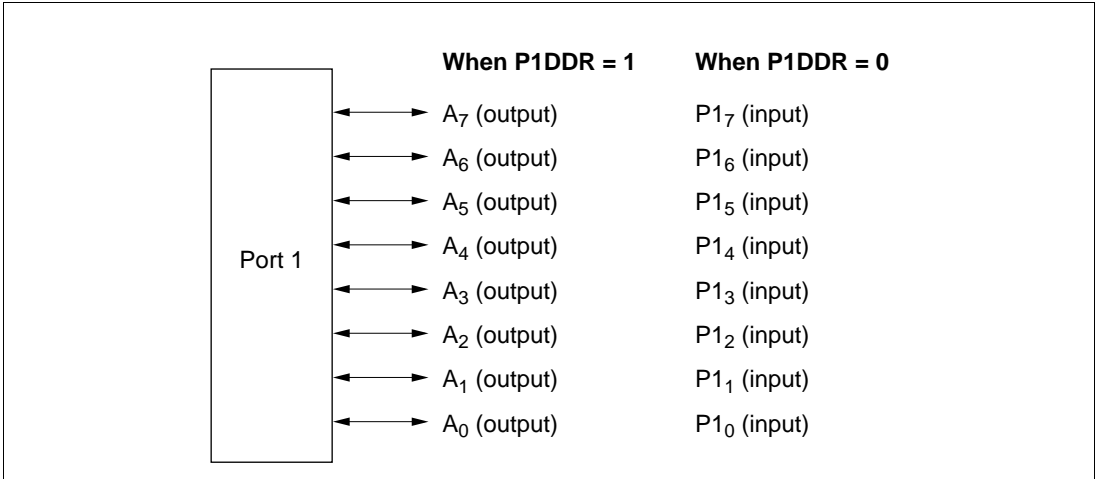 When P1DDR = 1 When P1DDR = 0
A7 (output) P17 (input)
A6 (output) P16 (input)
A5 (output) P15 (input)
Port 1 A4 (output) P14 (input)
A3 (output) P13 (input)
A2 (output) P12 (input)
A1 (output) P11 (input)
A0 (output) P10 (input)